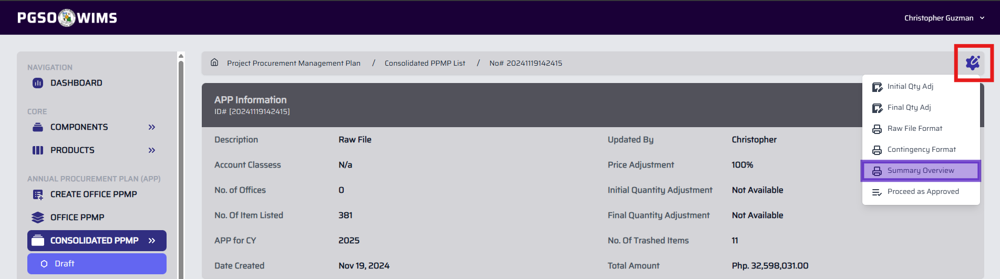 PGSO WIMS
Christopher Guzman
NAVIGATION
DASHBOARD
CORE
COMPONENTS
PRODUCTS
ANNUAL PROCUREMENT PLAN (APP)
CREATE OFFICE PPMP
OFFICE PPMP
CONSOLIDATED PPMP
Draft
Project Procurement Management Plan / Consolidated PPMP List / No# 20241119142415
APP Information
ID# [20241119142415]
Description Raw File
Account Classess N/a
No. of Offices 0
No. Of Item Listed 381
APP for CY 2025
Date Created Nov 19, 2024
Updated By Christopher
Price Adjustment 100%
Initial Quantity Adjustment Not Available
Final Quantity Adjustment Not Available
No. Of Trashed Items 11
Total Amount Php. 32,598,031.00
Initial Qty Adj
Final Qty Adj
Raw File Format
Contingency Format
Summary Overview
Proceed as Approved